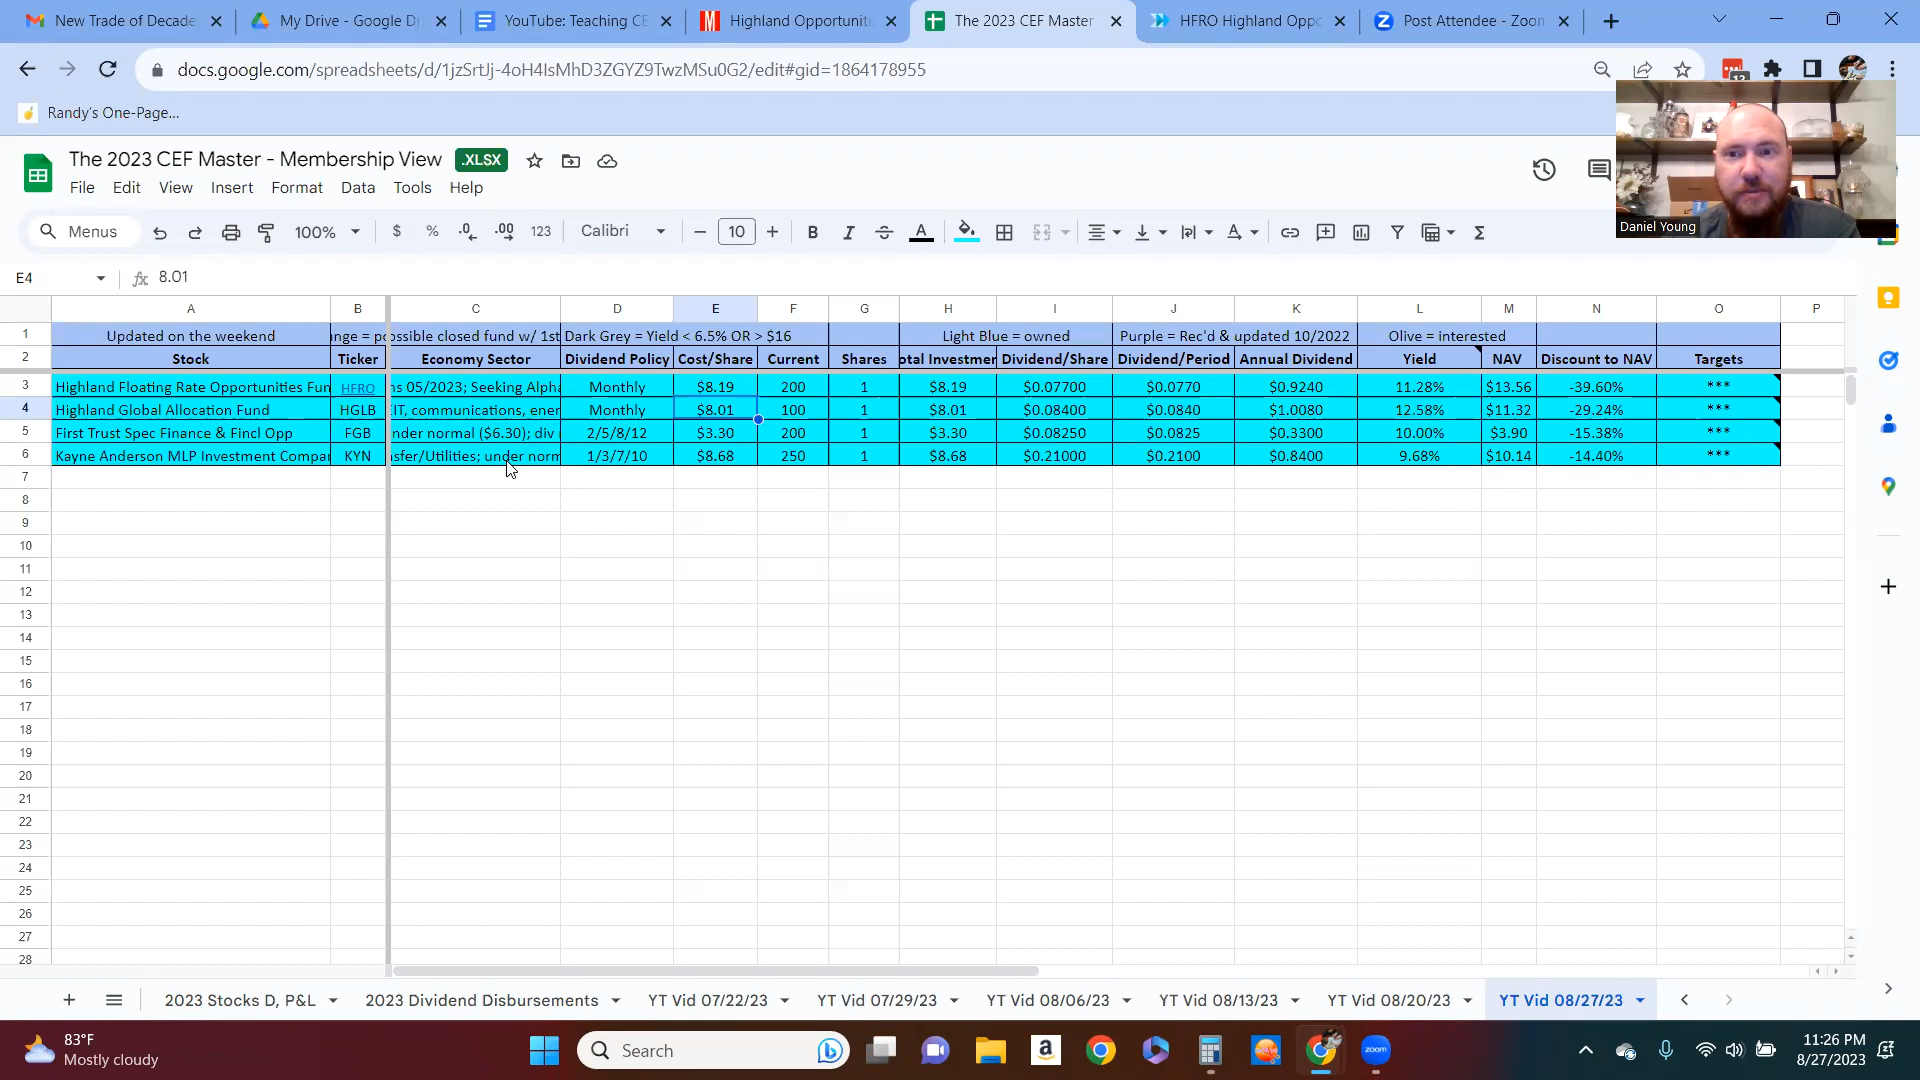 New Trade of Decade
My Drive - Google Dri
YouTube: Teaching CE
Highland Opportuniti
The 2023 CEF Master
HFRO Highland Oppo
Post Attendee - Zoom
docs.google.com/spreadsheets/d/1jzSrtJj-4oH4IsMhD3ZGYZ9TwzMSu0G2/edit#gid=1864178955
Randy's One-Page...
The 2023 CEF Master - Membership View .XLSX
File Edit View Insert Format Data Tools Help
Daniel Young
Menus 100% $ % .0 .00 123 Calibri 10
E4 8.01
A B C D E F G H I J K L M N O P
1 Updated on the weekend nge = possible closed fund w/ 1st Dark Grey = Yield < 6.5% OR > $16 Light Blue = owned Purple = Rec'd & updated 10/2022 Olive = interested
2 Stock Ticker Economy Sector Dividend Policy Cost/Share Current Shares otal Investmen Dividend/Share Dividend/Period Annual Dividend Yield NAV Discount to NAV Targets
3 Highland Floating Rate Opportunities Fun HFRO ns 05/2023; Seeking Alpha Monthly $8.19 200 1 $8.19 $0.07700 $0.0770 $0.9240 11.28% $13.56 -39.60% ***
4 Highland Global Allocation Fund HGLB EIT, communications, ener Monthly $8.01 100 1 $8.01 $0.08400 $0.0840 $1.0080 12.58% $11.32 -29.24% ***
5 First Trust Spec Finance & Fincl Opp FGB nder normal ($6.30); div 2/5/8/12 $3.30 200 1 $3.30 $0.08250 $0.0825 $0.3300 10.00% $3.90 -15.38% ***
6 Kayne Anderson MLP Investment Compar KYN nsfer/Utilities; under norm 1/3/7/10 $8.68 250 1 $8.68 $0.21000 $0.2100 $0.8400 9.68% $10.14 -14.40% ***
7
8
9
10
11
12
13
14
15
16
17
18
19
20
21
22
23
24
25
26
27
28
2023 Stocks D, P&L 2023 Dividend Disbursements YT Vid 07/22/23 YT Vid 07/29/23 YT Vid 08/06/23 YT Vid 08/13/23 YT Vid 08/20/23 YT Vid 08/27/23
83°F
Mostly cloudy
Search
zoom
11:26 PM
8/27/2023